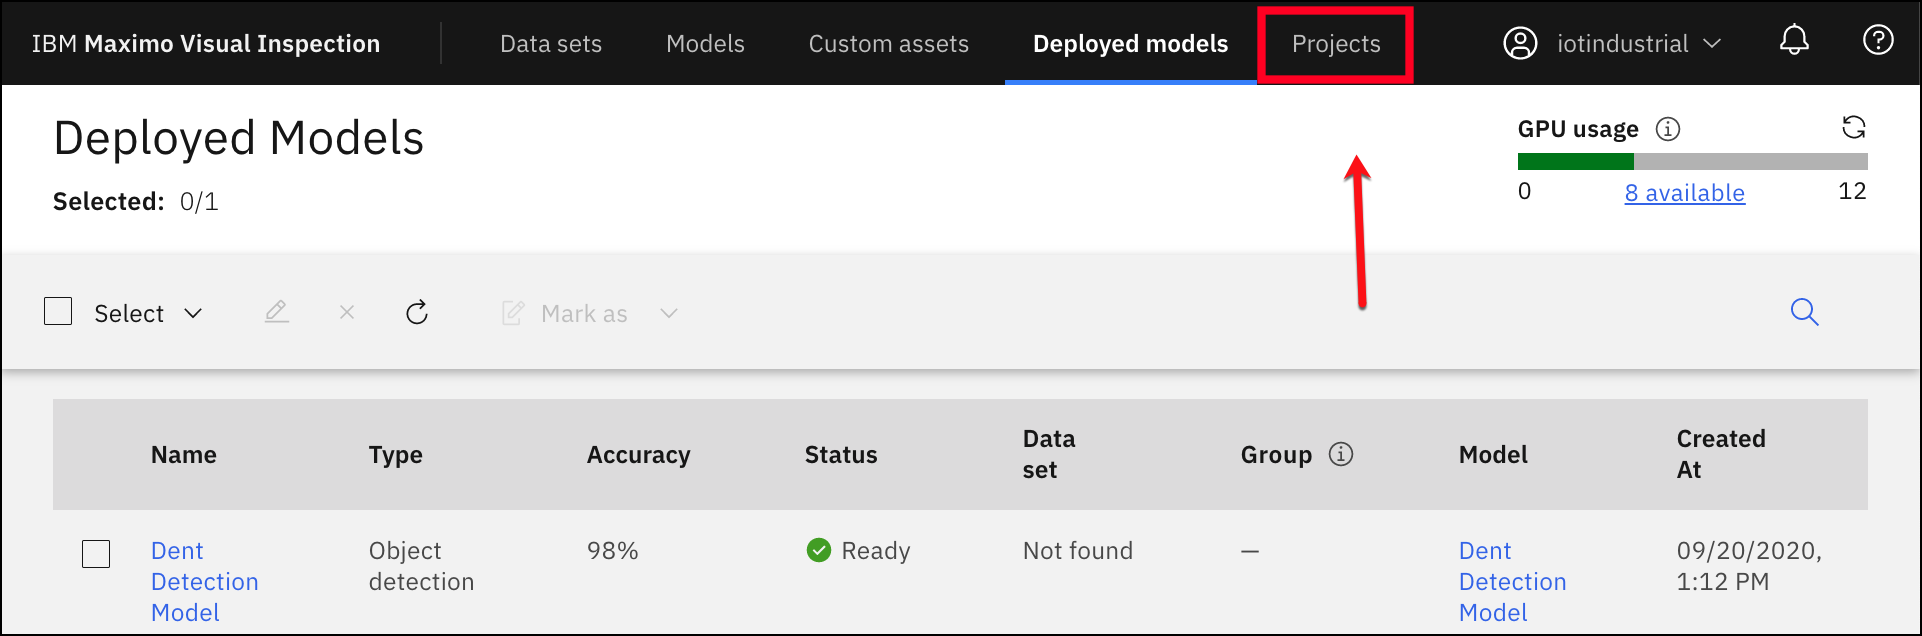 IBM Maximo Visual Inspection Data sets Models Custom assets Deployed models Projects iotindustrial
Deployed Models
GPU usage
Selected: 0/1
0 8 available 12
Select Mark as
Name Type Accuracy Status Data set Group Model Created At
Dent Object 98% Ready Not found — Dent 09/20/2020,
Detection detection Detection 1:12 PM
Model Model